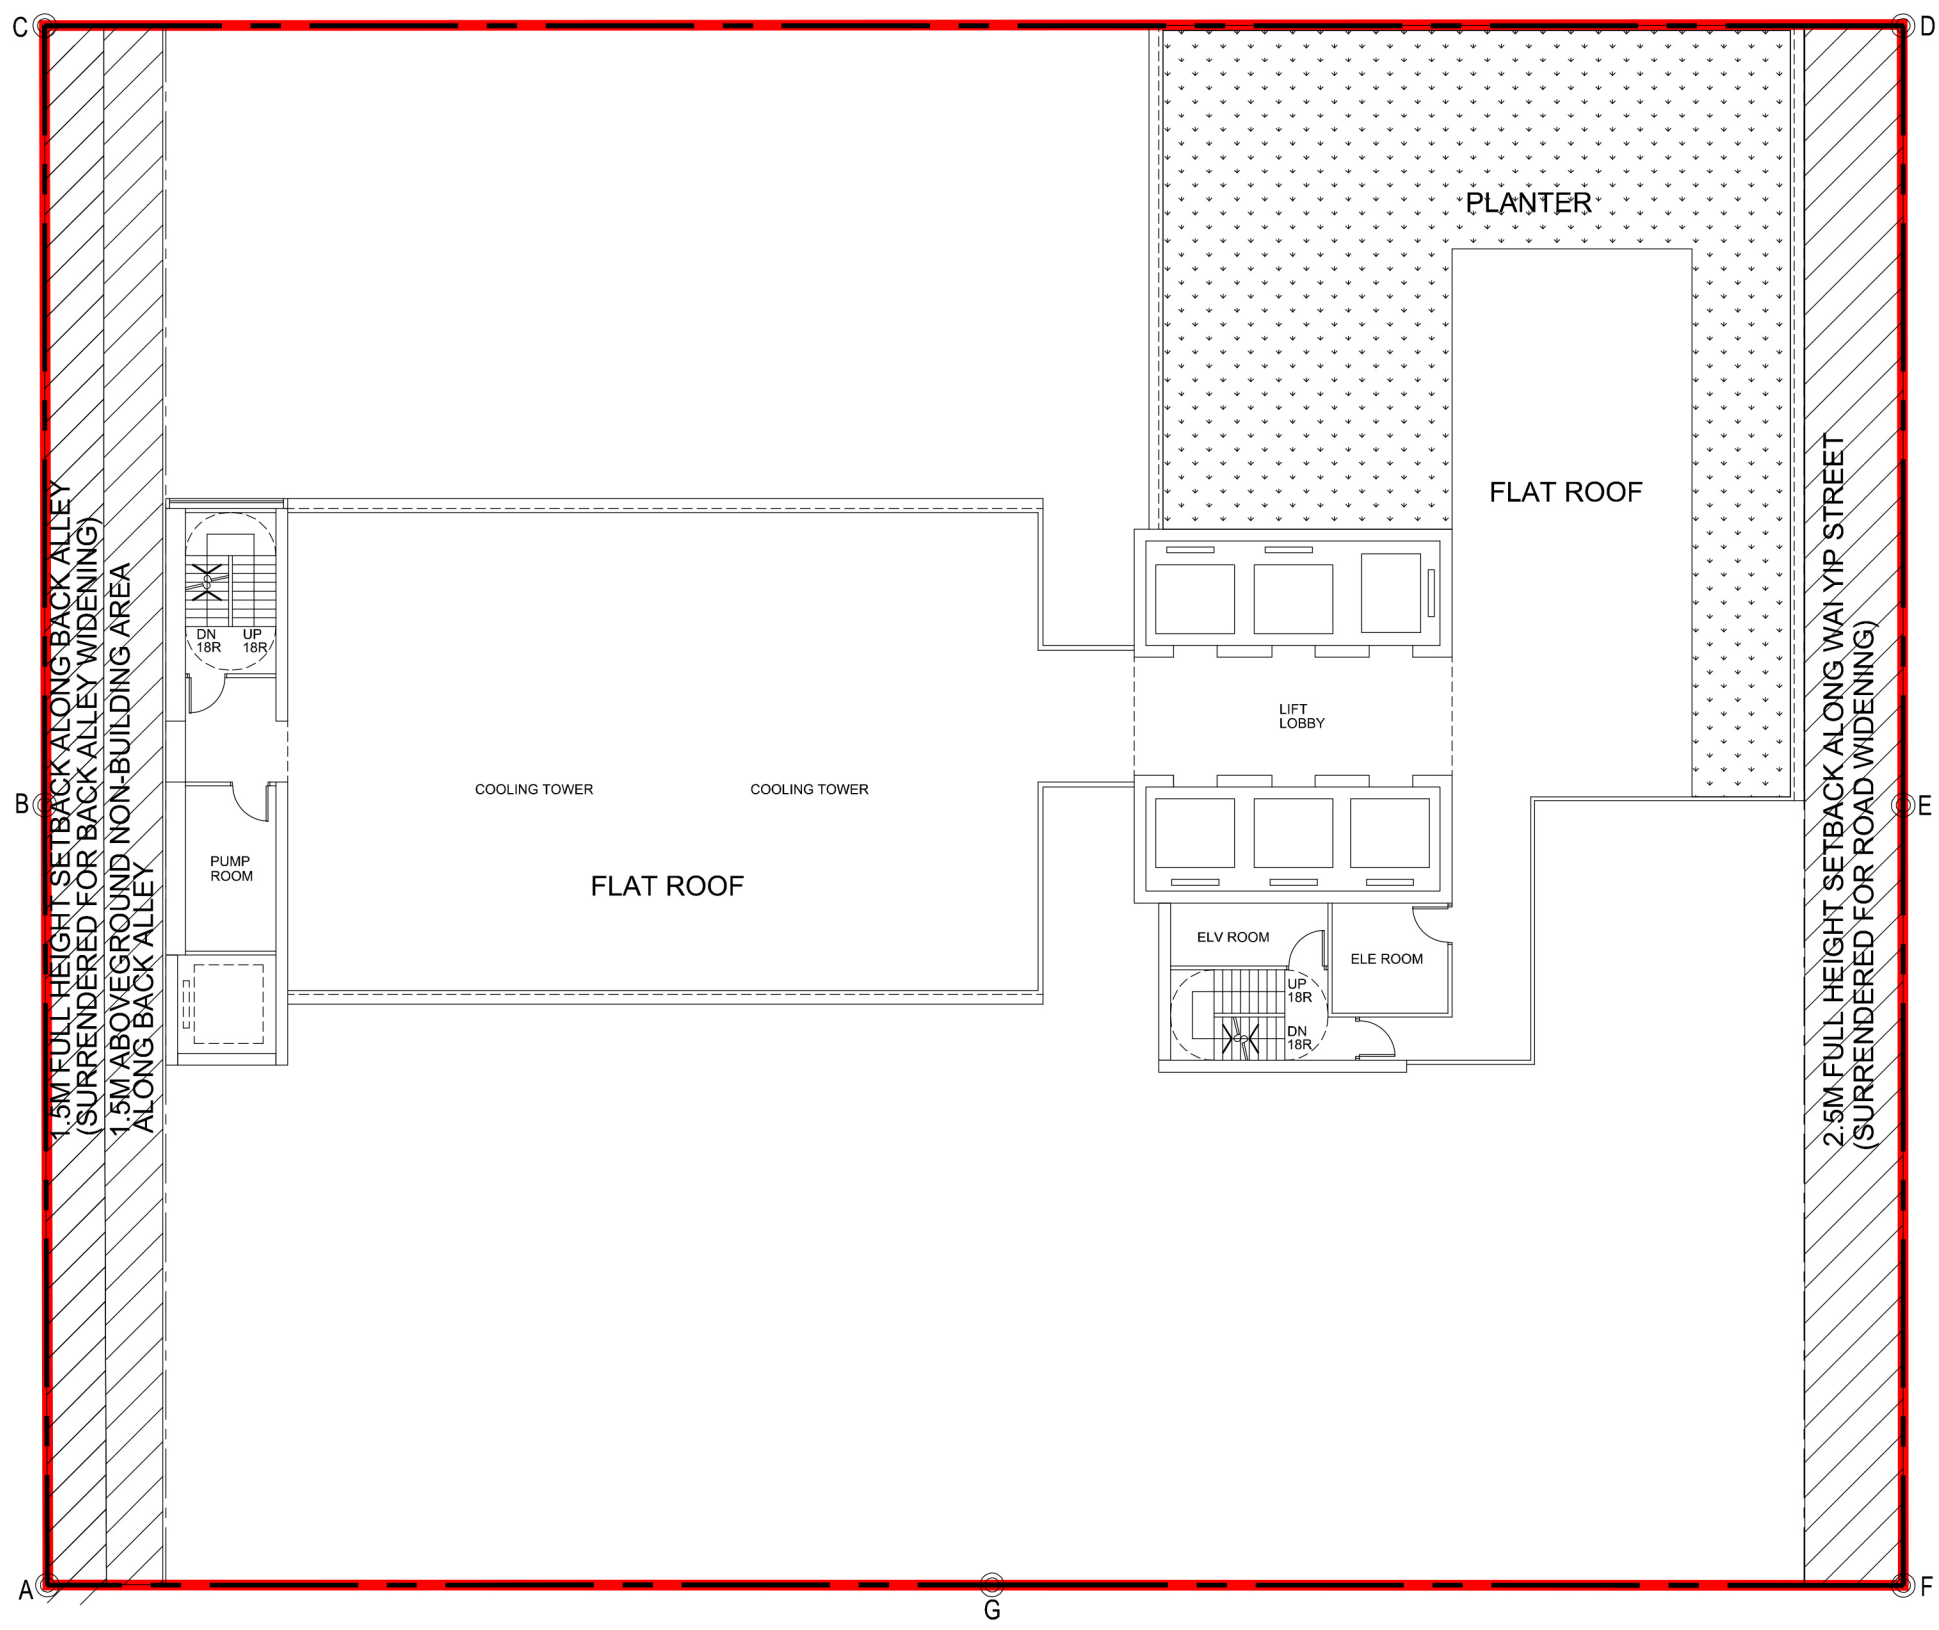 C
D
PLANTER
FLAT ROOF
1.5M FULL HEIGHT SETBACK ALONG BACK ALLEY
(SURRENDERED FOR BACK ALLEY WIDENING)
1.5M ABOVEGROUND NON-BUILDING AREA
ALONG BACK ALLEY
2.5M FULL HEIGHT SETBACK ALONG WAI YIP STREET
(SURRENDERED FOR ROAD WIDENING)
DN
18R
UP
18R
LIFT
LOBBY
COOLING TOWER
COOLING TOWER
B
E
PUMP
ROOM
FLAT ROOF
ELV ROOM
ELE ROOM
UP
18R
DN
18R
A
G
F